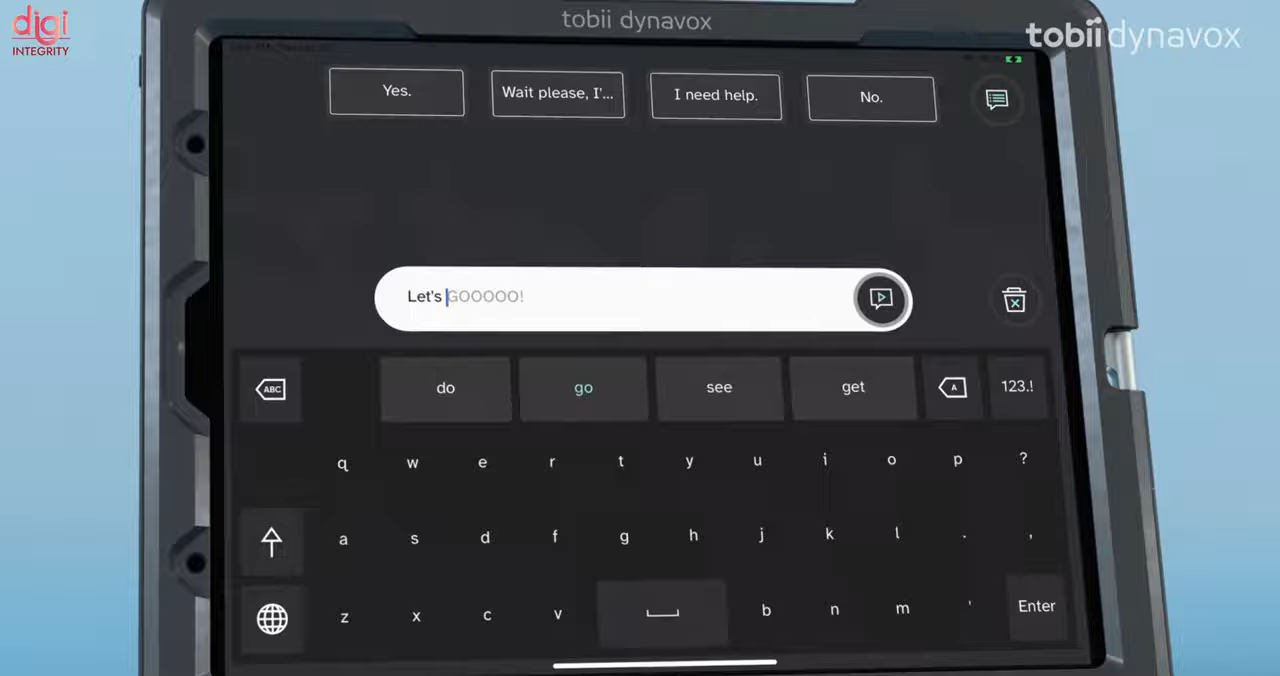 digi
INTEGRITY
tobii dynavox
tobii dynavox
Yes.
Wait please, I'...
I need help.
No.
Let's GOOOOO!
ABC
do
go
see
get
A
123.!
q w e r t y u i o p ?
a s d f g h j k l . ,
z x c v b n m '
Enter